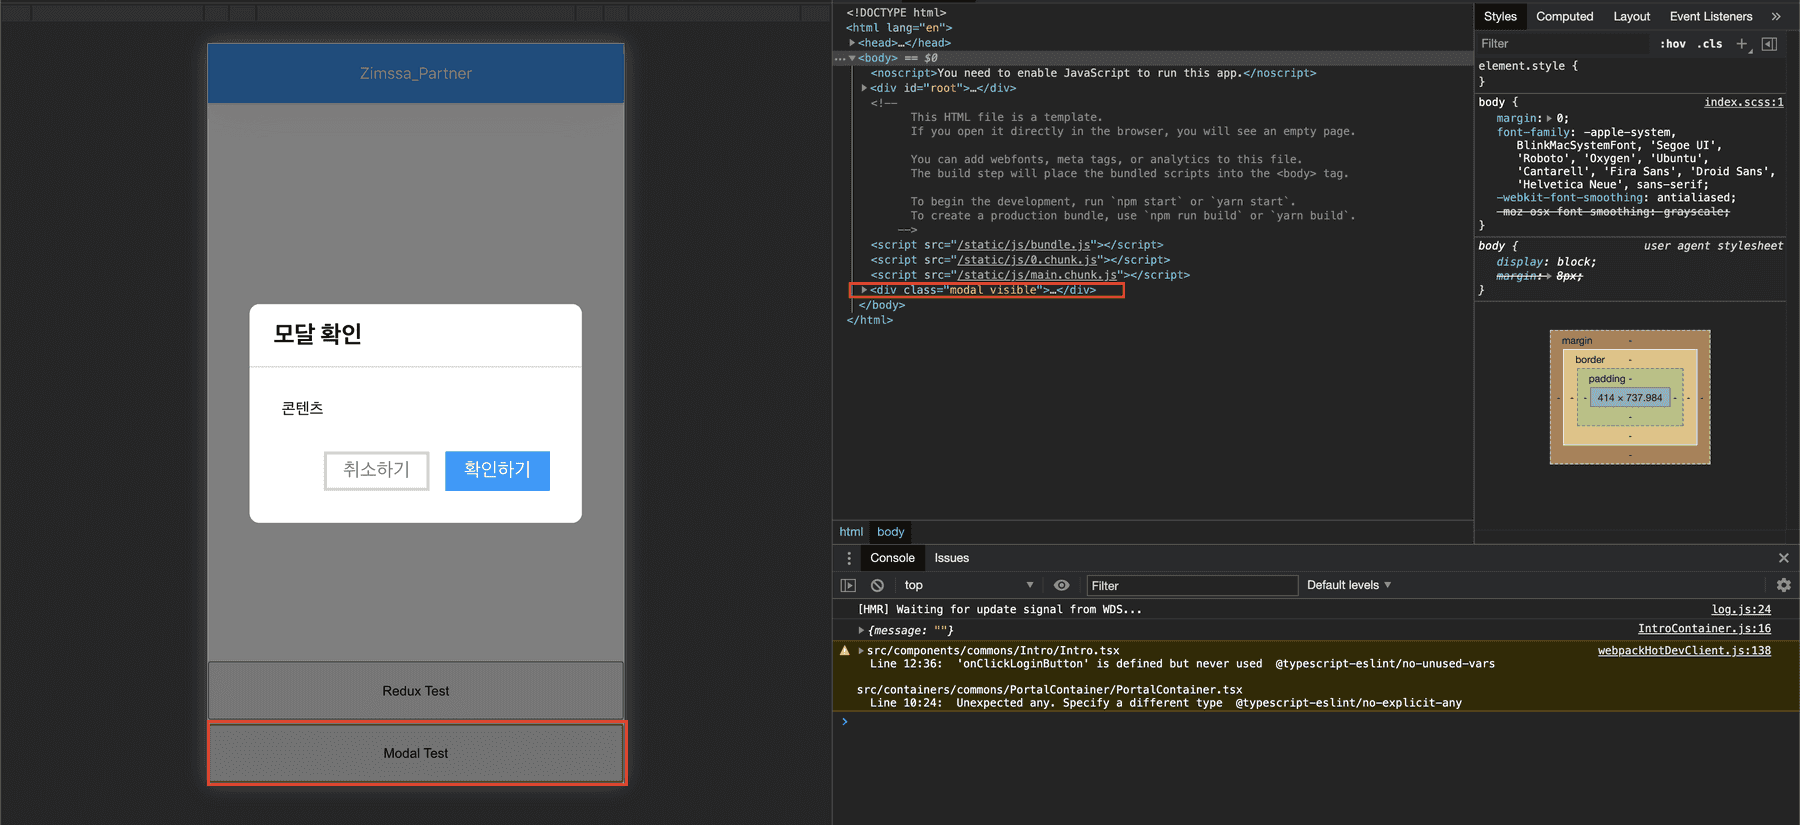 Zimssa_Partner
모달 확인
콘텐츠
취소하기
확인하기
Redux Test
Modal Test
<!DOCTYPE html>
<html lang="en">
<head>…</head>
<body> == $0
<noscript>You need to enable JavaScript to run this app.</noscript>
<div id="root">…</div>
<!--
This HTML file is a template.
If you open it directly in the browser, you will see an empty page.
You can add webfonts, meta tags, or analytics to this file.
The build step will place the bundled scripts into the <body> tag.
To begin the development, run `npm start` or `yarn start`.
To create a production bundle, use `npm run build` or `yarn build`.
-->
<script src="/static/js/bundle.js"></script>
<script src="/static/js/0.chunk.js"></script>
<script src="/static/js/main.chunk.js"></script>
<div class="modal visible">…</div>
</body>
</html>
html body
Styles Computed Layout Event Listeners »
Filter :hov .cls +
element.style {
}
body { index.scss:1
margin: 0;
font-family: -apple-system,
BlinkMacSystemFont, 'Segoe UI',
'Roboto', 'Oxygen', 'Ubuntu',
'Cantarell', 'Fira Sans', 'Droid Sans',
'Helvetica Neue', sans-serif;
-webkit-font-smoothing: antialiased;
-moz-osx-font-smoothing: grayscale;
}
body { user agent stylesheet
display: block;
margin: 8px;
}
margin -
border -
padding -
- - - 414 × 737.984 - - -
-
-
-
Console Issues
top Filter Default levels
[HMR] Waiting for update signal from WDS... log.js:24
{message: ""} IntroContainer.js:16
src/components/commons/Intro/Intro.tsx webpackHotDevClient.js:138
Line 12:36: 'onClickLoginButton' is defined but never used @typescript-eslint/no-unused-vars
src/containers/commons/PortalContainer/PortalContainer.tsx
Line 10:24: Unexpected any. Specify a different type @typescript-eslint/no-explicit-any
>